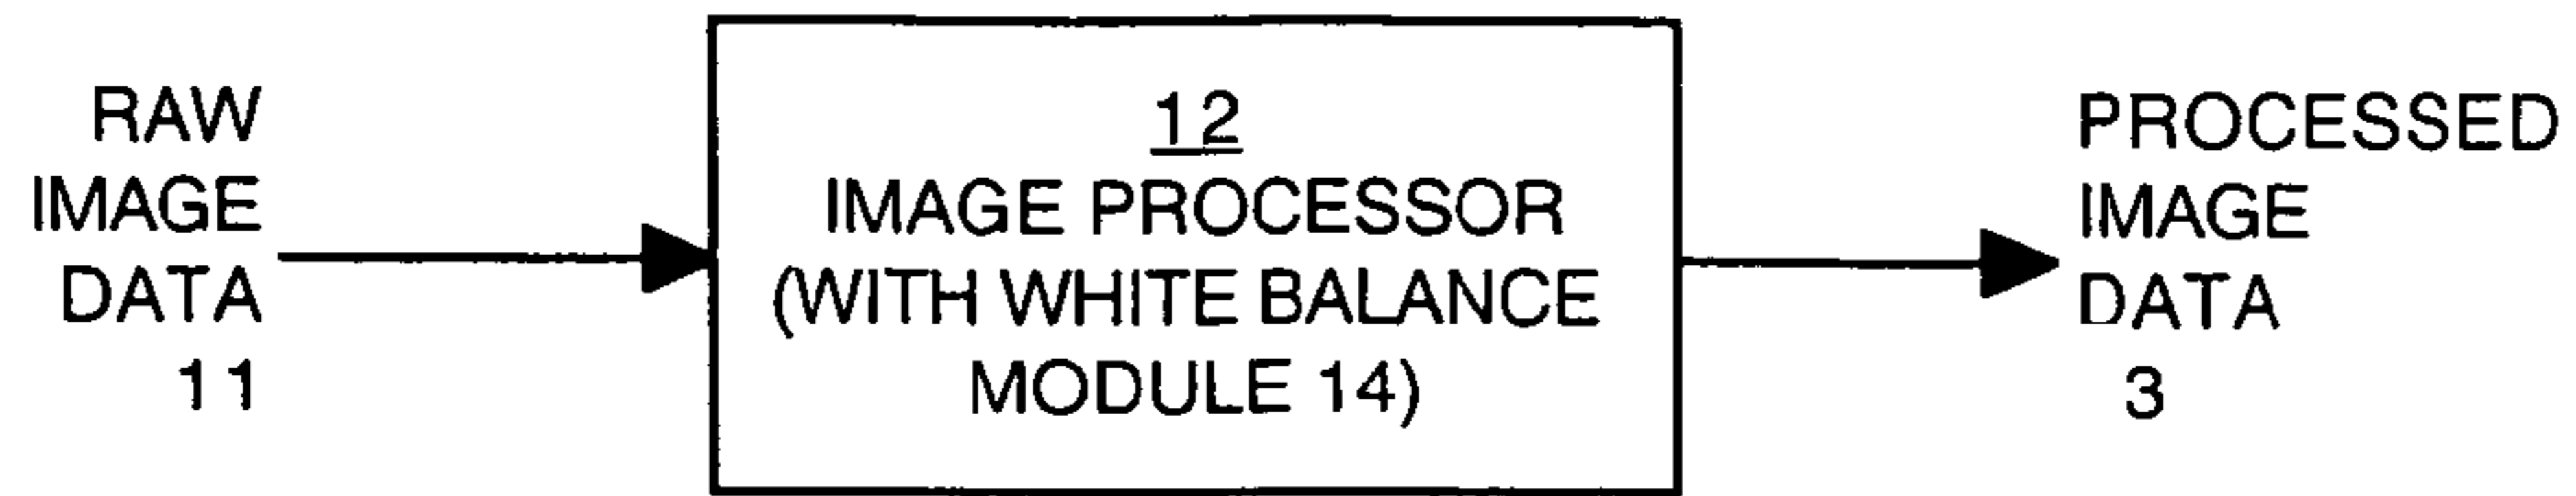 RAW
IMAGE
DATA
11
12
IMAGE PROCESSOR
(WITH WHITE BALANCE
MODULE 14)
PROCESSED
IMAGE
DATA
3